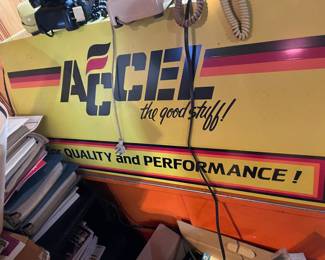 ACCEL
the good stuff!
QUALITY and PERFORMANCE!